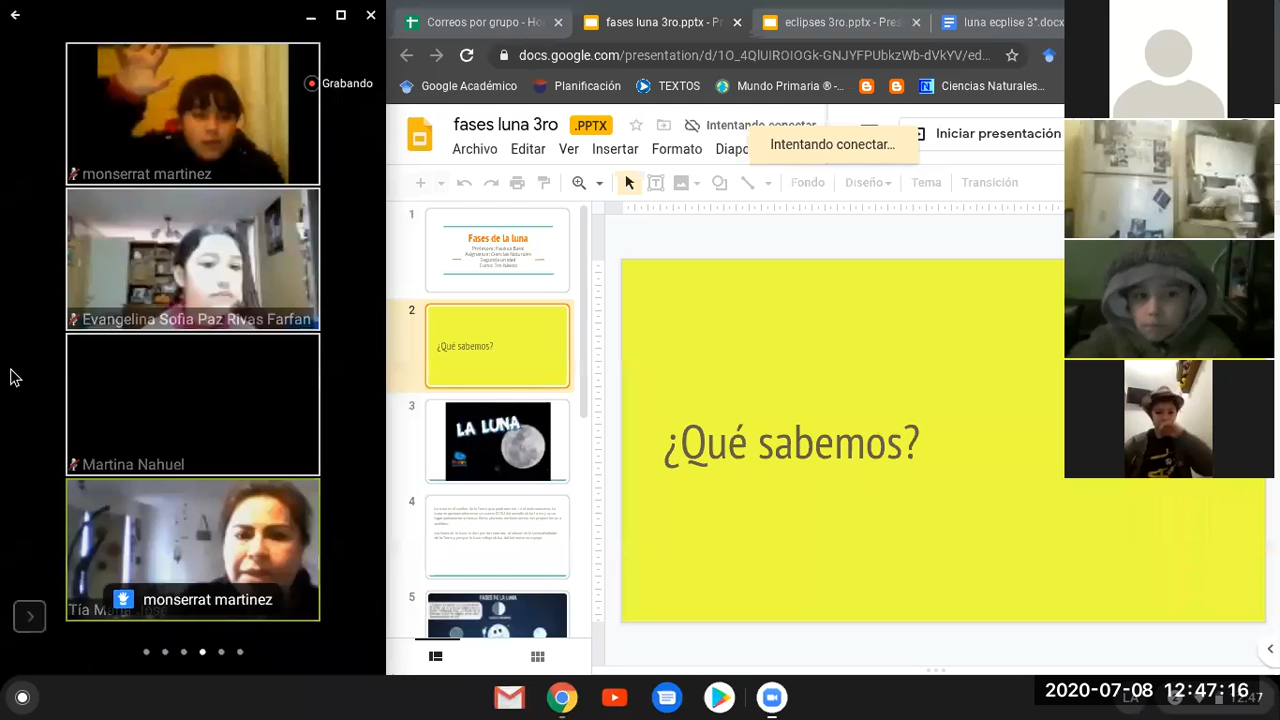 Grabando
monserrat martinez
Evangelina Sofia Paz Rivas Farfan
Martina Nahuel
Tía Ma
monserrat martinez
Correos por grupo - Ho
fases luna 3ro.pptx - Pr
eclipses 3ro.pptx - Pres
luna ecplise 3°.docx
docs.google.com/presentation/d/1O_4QlUIROIOGk-GNJYFPUbkzWb-dVkYV/ed...
Google Académico
Planificación
TEXTOS
Mundo Primaria ® -...
Ciencias Naturales...
fases luna 3ro
.PPTX
Intentando conectar
Intentando conectar...
Iniciar presentación
Archivo
Editar
Ver
Insertar
Formato
Diapo
Fondo
Diseño
Tema
Transición
1
Fases de la luna
2
¿Qué sabemos?
3
LA LUNA
4
5
FASES DE LA LUNA
¿Qué sabemos?
2020-07-08 12:47:16